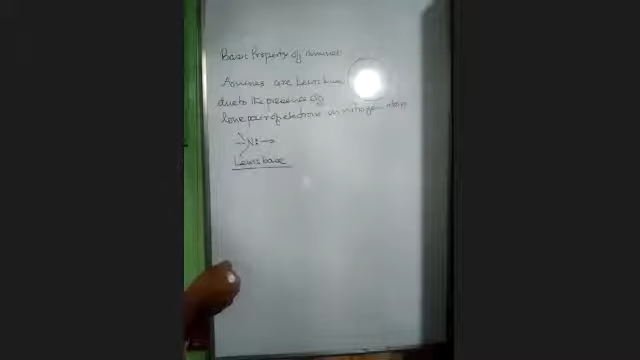 Basic Property of amines
Amines are Lewis base
due to the presence of
lone pair of electrons on nitrogen atom
N: →
Lewis base